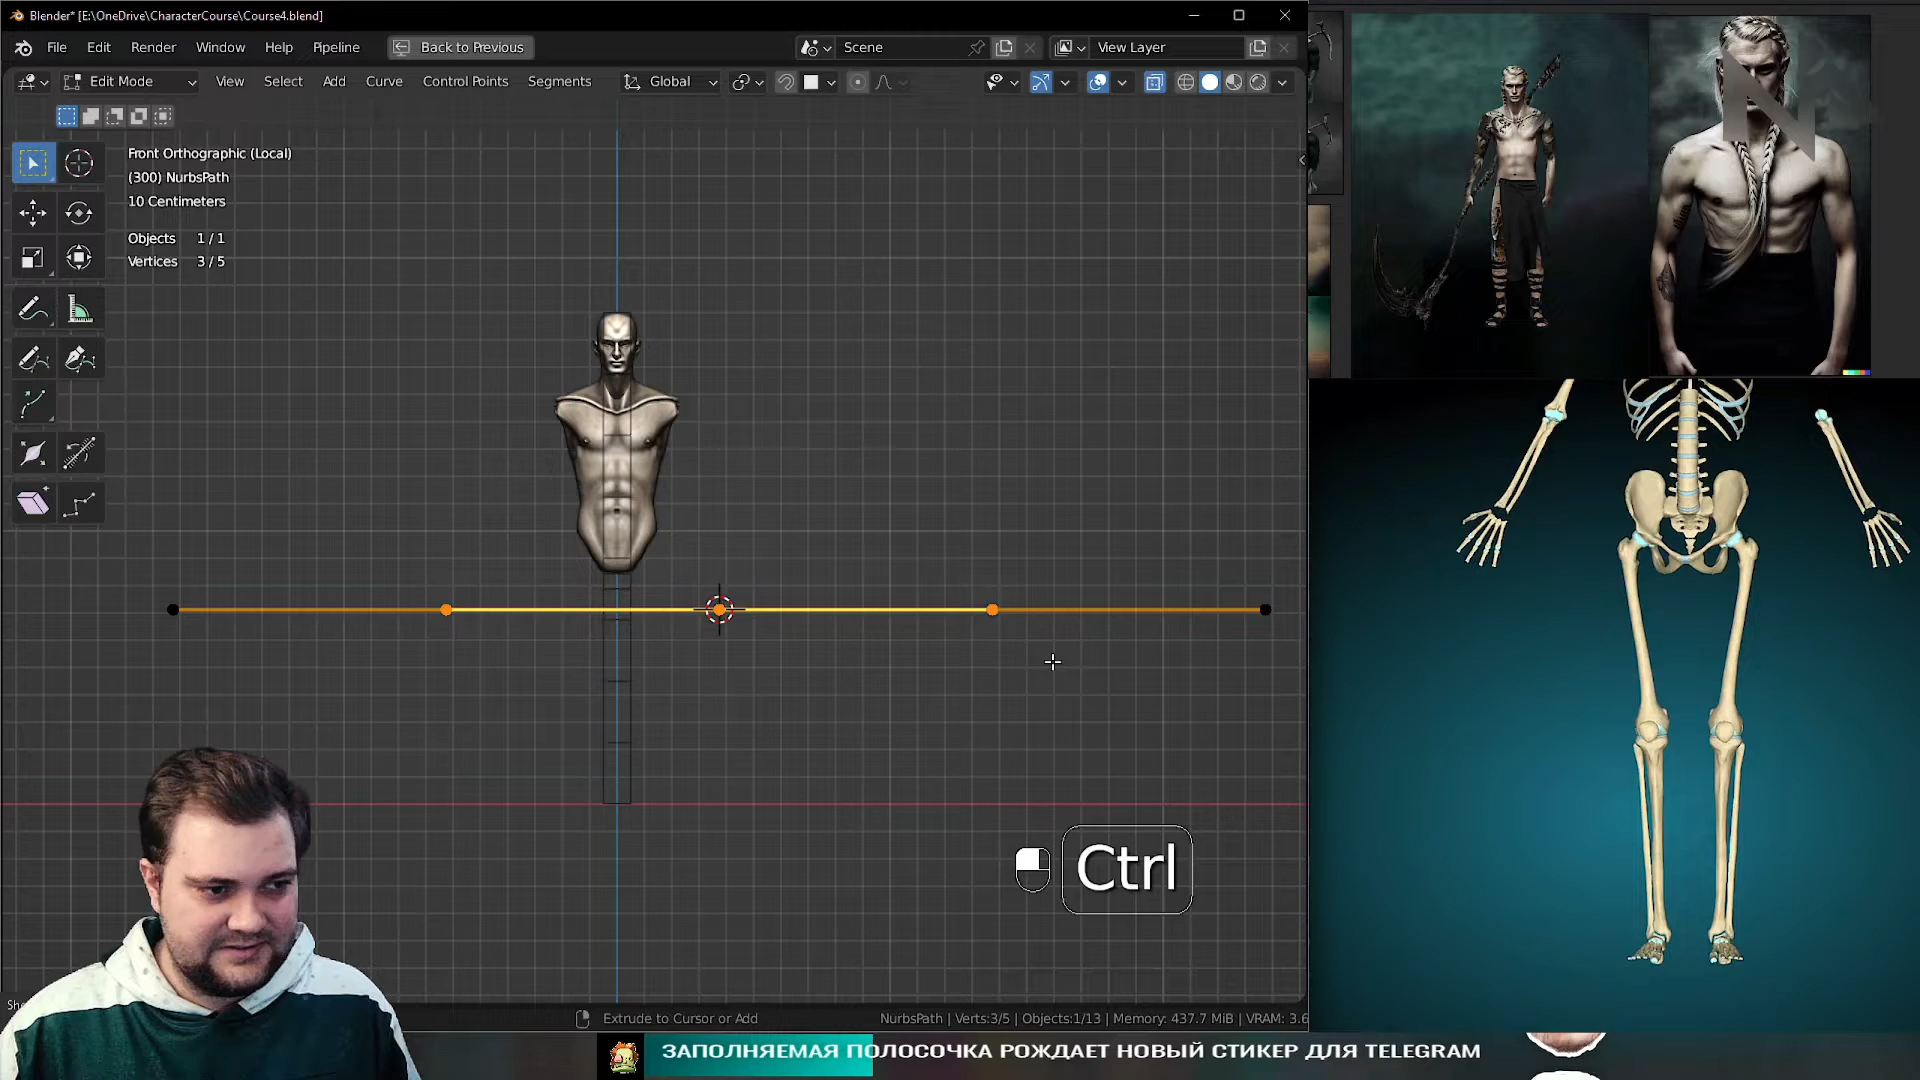 Blender* [E:\OneDrive\CharacterCourse\Course4.blend]
File Edit Render Window Help Pipeline Back to Previous Scene View Layer
Edit Mode View Select Add Curve Control Points Segments Global
Front Orthographic (Local)
(300) NurbsPath
10 Centimeters
Objects 1 / 1
Vertices 3 / 5
Ctrl
Extrude to Cursor or Add NurbsPath | Verts:3/5 | Objects:1/13 | Memory: 437.7 MiB | VRAM: 3.6
ЗАПОЛНЯЕМАЯ ПОЛОСОЧКА РОЖДАЕТ НОВЫЙ СТИКЕР ДЛЯ TELEGRAM